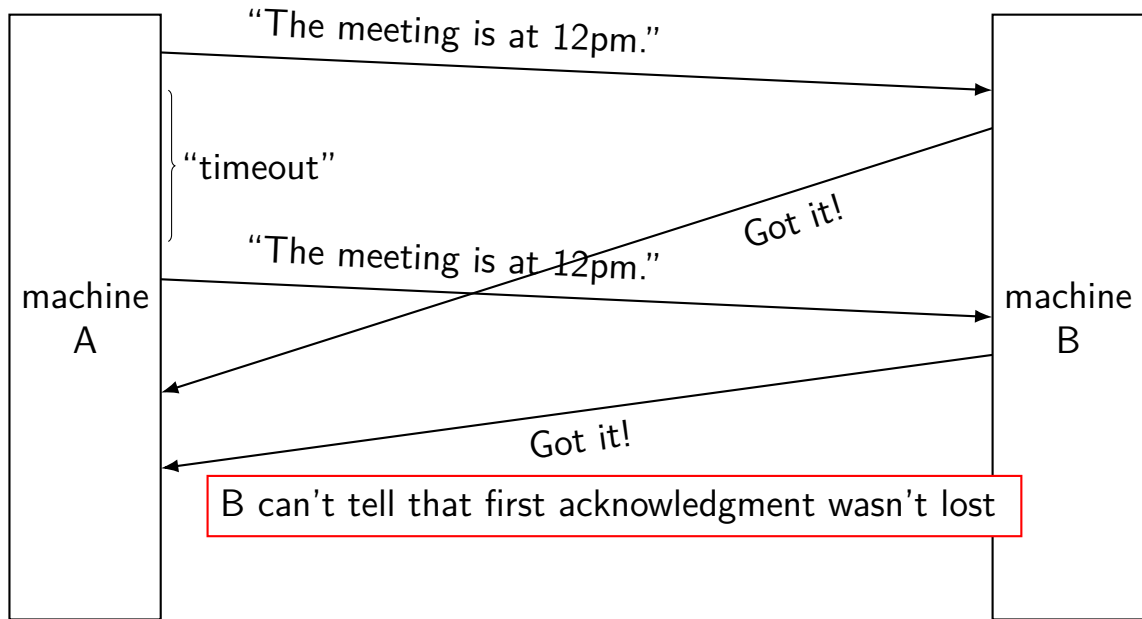 “The meeting is at 12pm.”
“timeout”
Got it!
“The meeting is at 12pm.”
machine
A
machine
B
Got it!
B can't tell that first acknowledgment wasn't lost